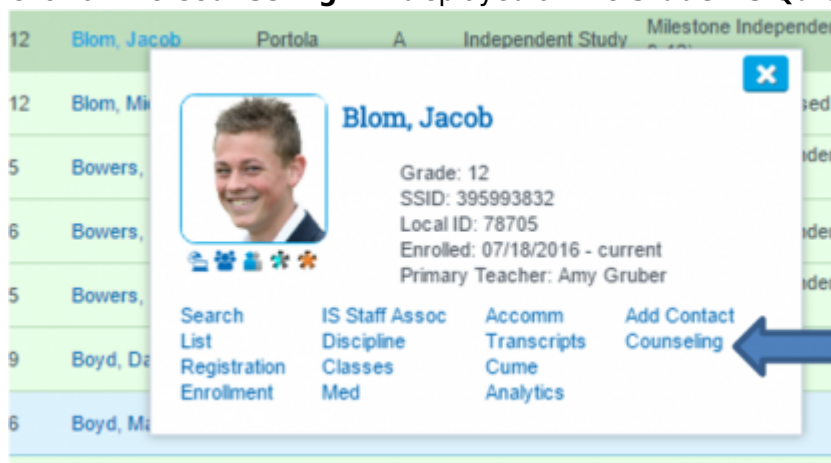 12 Blom, Jacob Portola A Independent Study Milestone Independen
12 Blom, Mi
5 Bowers,
6 Bowers,
5 Bowers,
9 Boyd, Da
6 Boyd, Ma
Blom, Jacob
Grade: 12
SSID: 395993832
Local ID: 78705
Enrolled: 07/18/2016 - current
Primary Teacher: Amy Gruber
Search IS Staff Assoc Accomm Add Contact
List Discipline Transcripts Counseling
Registration Classes Cume
Enrollment Med Analytics